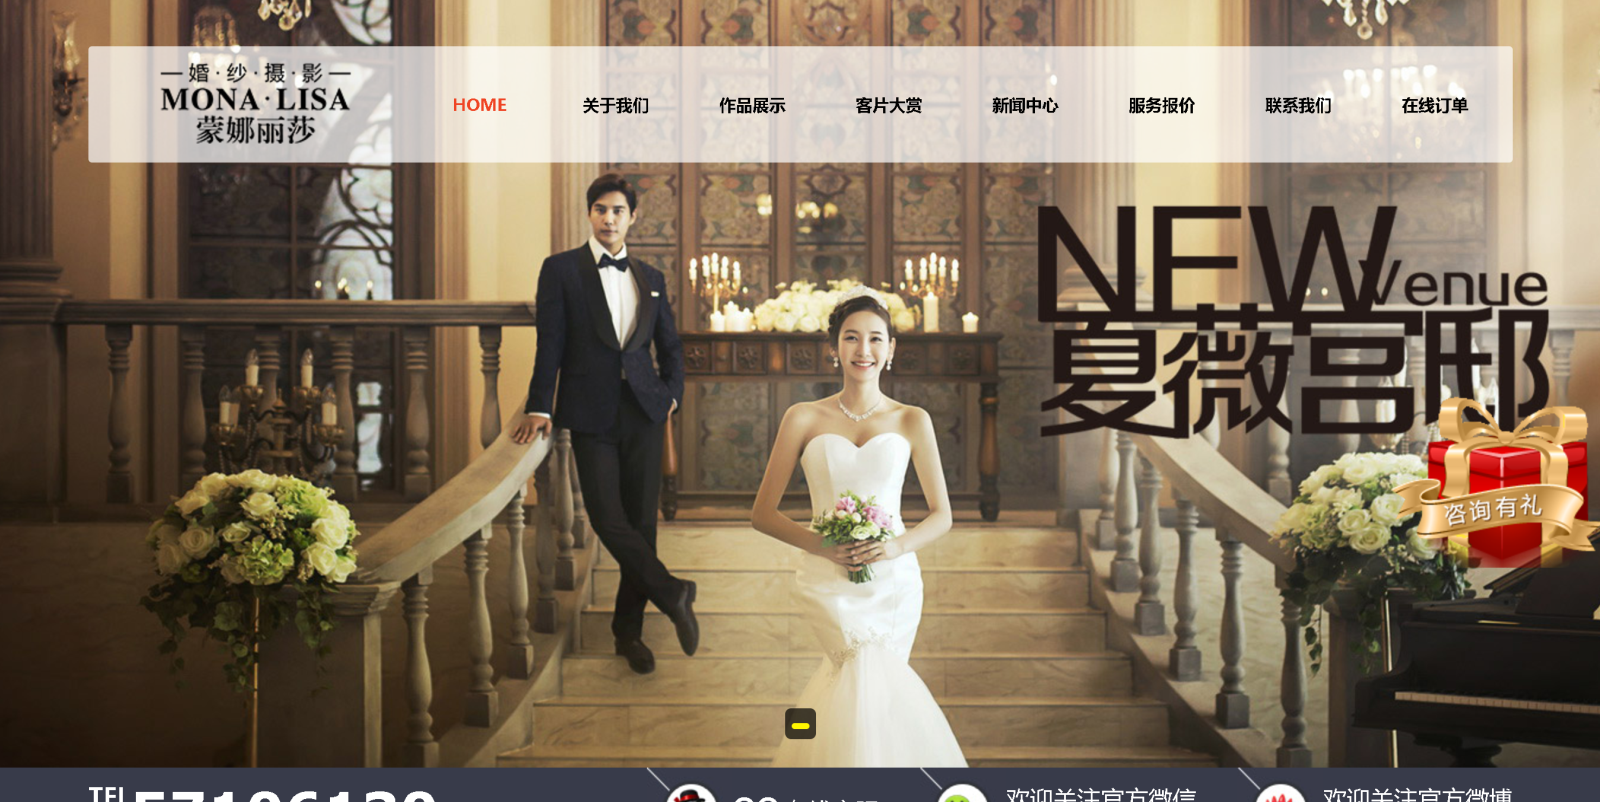 婚·纱·摄·影
MONA·LISA
蒙娜丽莎
HOME 关于我们 作品展示 客片大赏 新闻中心 服务报价 联系我们 在线订单
NEW Venue
夏薇宫邸
咨询有礼
TEL 57106139
欢迎关注官方微信
欢迎关注官方微博